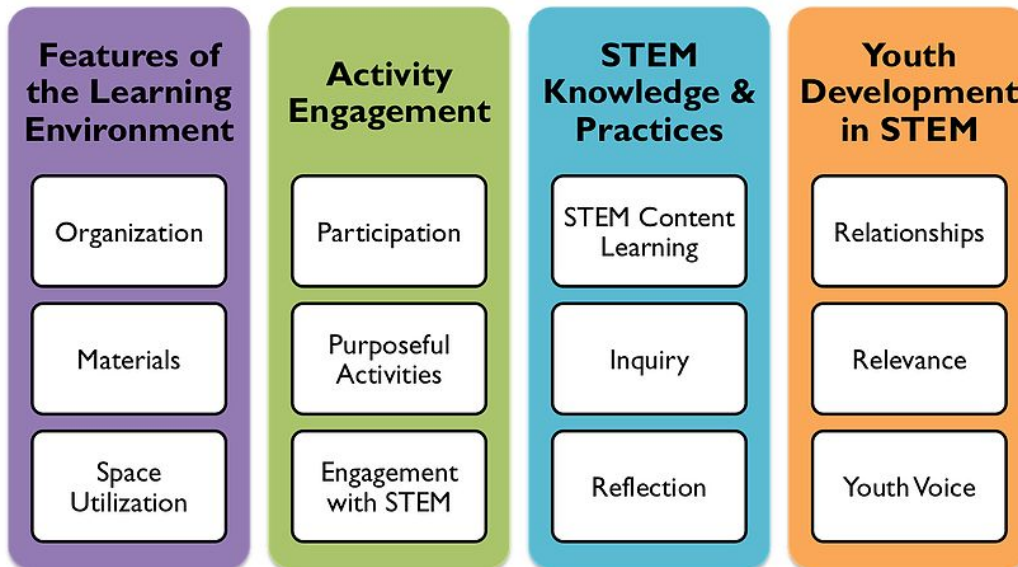 Features of
the Learning
Environment
Organization
Materials
Space
Utilization
Activity
Engagement
Participation
Purposeful
Activities
Engagement
with STEM
STEM
Knowledge &
Practices
STEM Content
Learning
Inquiry
Reflection
Youth
Development
in STEM
Relationships
Relevance
Youth Voice